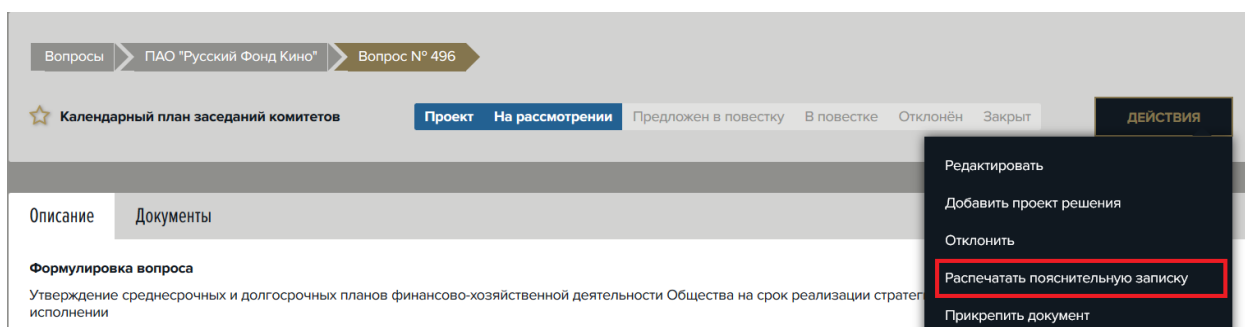 Вопросы ПАО "Русский Фонд Кино" Вопрос № 496
Календарный план заседаний комитетов Проект На рассмотрении Предложен в повестку В повестке Отклонён Закрыт ДЕЙСТВИЯ
Редактировать
Добавить проект решения
Отклонить
Распечатать пояснительную записку
Прикрепить документ
Описание Документы
Формулировка вопроса
Утверждение среднесрочных и долгосрочных планов финансово-хозяйственной деятельности Общества на срок реализации
исполнении